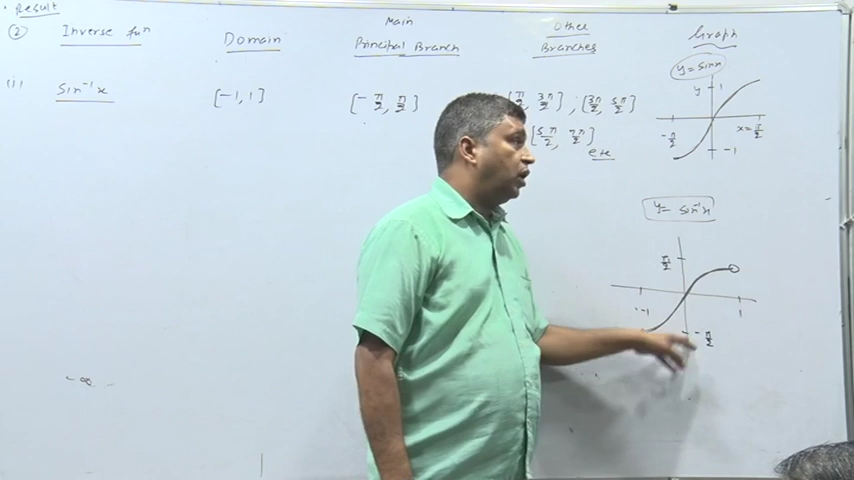 • Result
② Inverse fun Domain Main Principal Branch Other Branches Graph
(i) sin⁻¹x [-1, 1] [-π/2, π/2] [π/2, 3π/2], [3π/2, 5π/2]
[5π/2, 7π/2] etc
y = sinx
y 1
-π/2 x=π/2
-1
y = sin⁻¹x
π/2
-1 1
-π/2
-∞